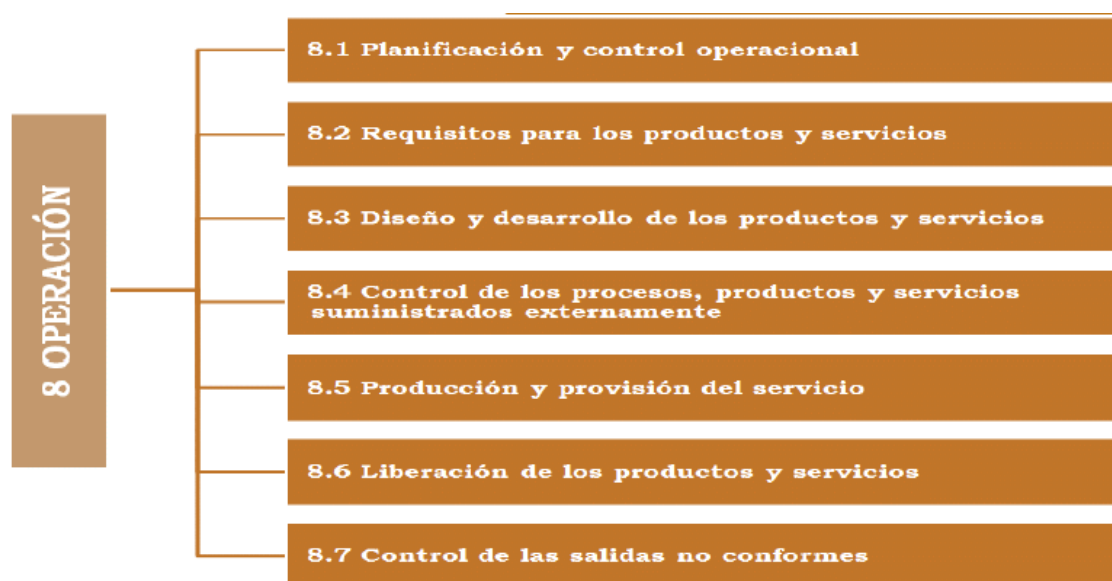 8 OPERACIÓN
8.1 Planificación y control operacional
8.2 Requisitos para los productos y servicios
8.3 Diseño y desarrollo de los productos y servicios
8.4 Control de los procesos, productos y servicios
suministrados externamente
8.5 Producción y provisión del servicio
8.6 Liberación de los productos y servicios
8.7 Control de las salidas no conformes